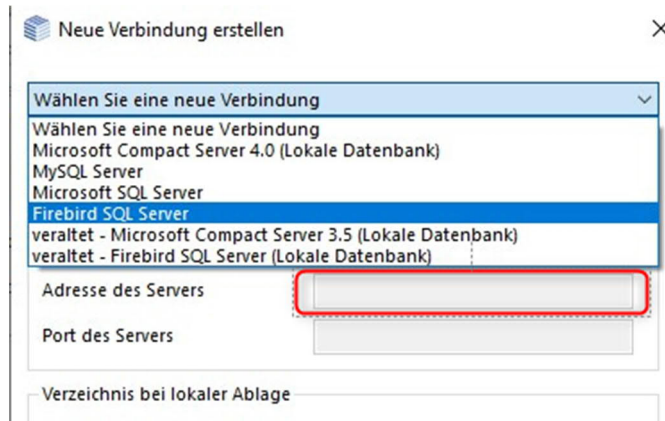 Neue Verbindung erstellen
Wählen Sie eine neue Verbindung
Wählen Sie eine neue Verbindung
Microsoft Compact Server 4.0 (Lokale Datenbank)
MySQL Server
Microsoft SQL Server
Firebird SQL Server
veraltet - Microsoft Compact Server 3.5 (Lokale Datenbank)
veraltet - Firebird SQL Server (Lokale Datenbank)
Adresse des Servers
Port des Servers
Verzeichnis bei lokaler Ablage